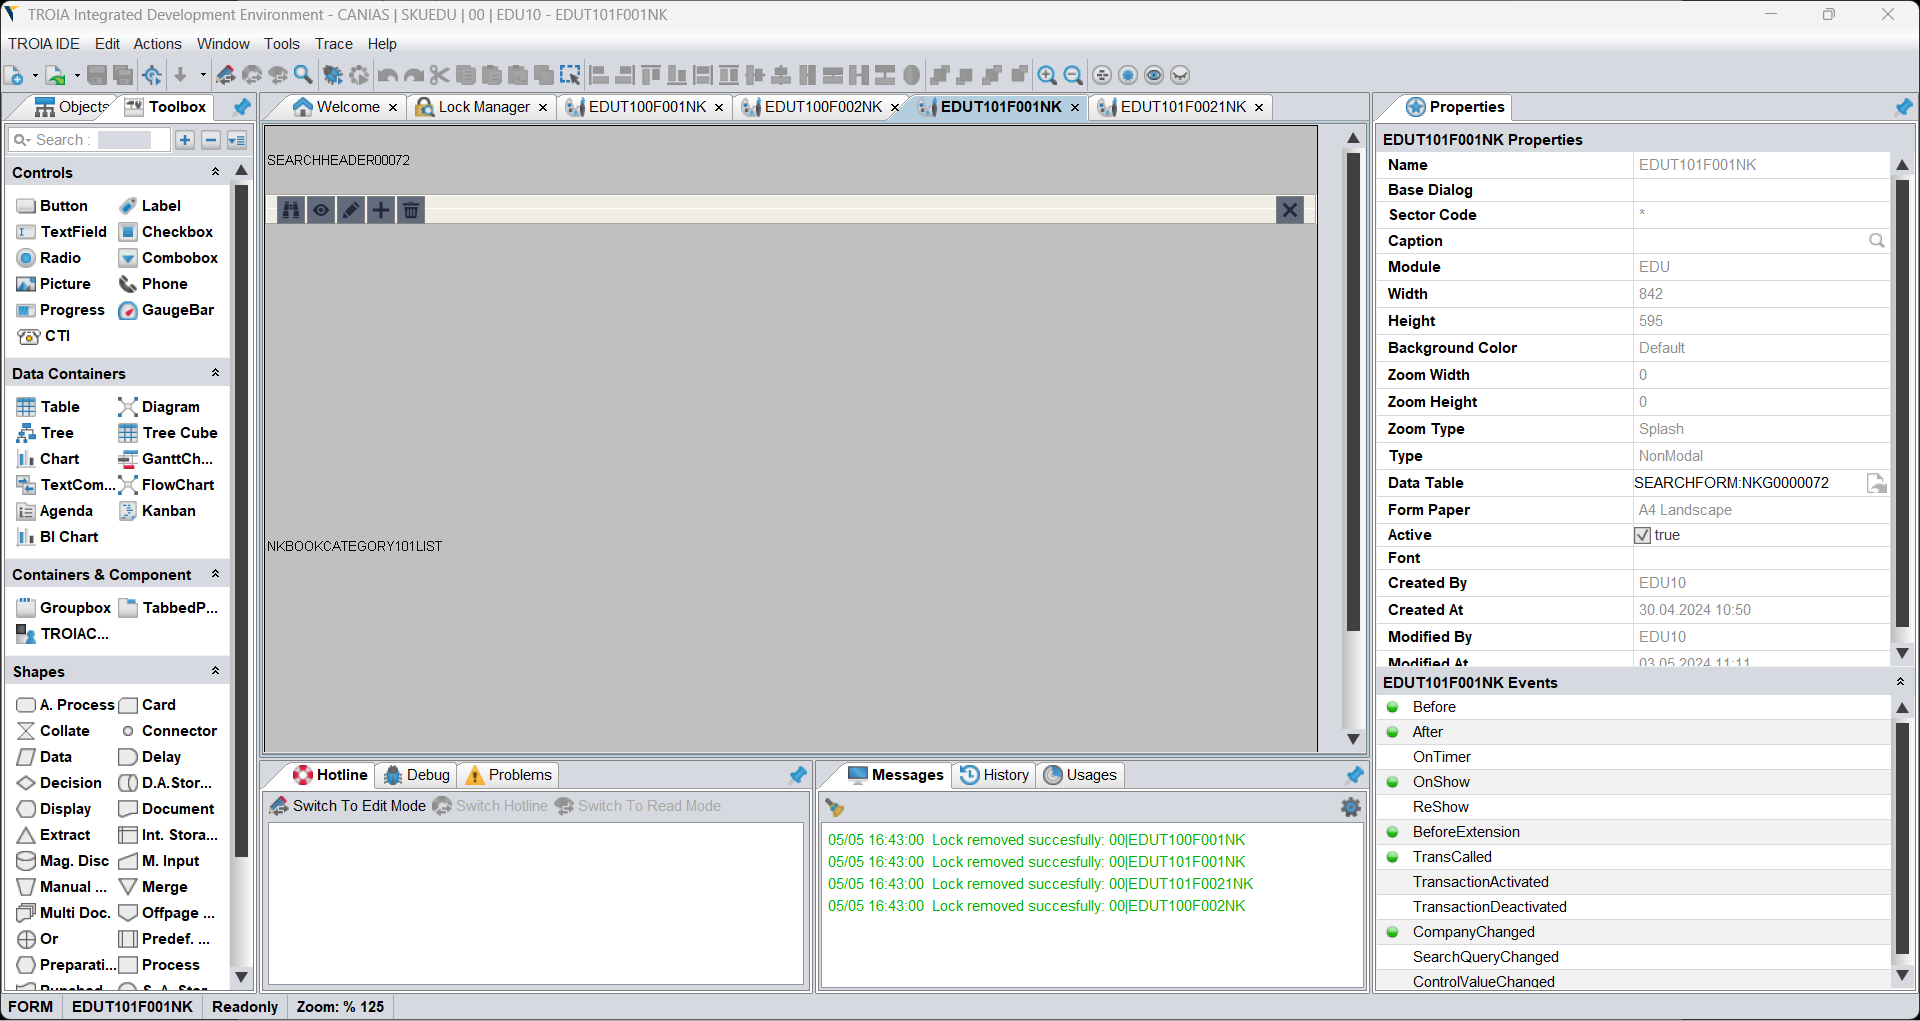 TROIA Integrated Development Environment - CANIAS | SKUEDU | 00 | EDU10 - EDUT101F001NK
TROIA IDE Edit Actions Window Tools Trace Help
Objects Toolbox
Search :
Controls
Button Label
TextField Checkbox
Radio Combobox
Picture Phone
Progress GaugeBar
CTI
Data Containers
Table Diagram
Tree Tree Cube
Chart GanttCh...
TextCom... FlowChart
Agenda Kanban
BI Chart
Containers & Component
Groupbox TabbedP...
TROIAC...
Shapes
A. Process Card
Collate Connector
Data Delay
Decision D.A.Stor...
Display Document
Extract Int. Stora...
Mag. Disc M. Input
Manual ... Merge
Multi Doc. Offpage ...
Or Predef. ...
Preparati... Process
Welcome Lock Manager EDUT100F001NK EDUT100F002NK EDUT101F001NK EDUT101F0021NK
SEARCHHEADER00072
NKBOOKCATEGORY101LIST
Hotline Debug Problems
Switch To Edit Mode Switch Hotline Switch To Read Mode
Messages History Usages
05/05 16:43:00 Lock removed succesfully: 00|EDUT100F001NK
05/05 16:43:00 Lock removed succesfully: 00|EDUT101F001NK
05/05 16:43:00 Lock removed succesfully: 00|EDUT101F0021NK
05/05 16:43:00 Lock removed succesfully: 00|EDUT100F002NK
Properties
EDUT101F001NK Properties
Name EDUT101F001NK
Base Dialog
Sector Code *
Caption
Module EDU
Width 842
Height 595
Background Color Default
Zoom Width 0
Zoom Height 0
Zoom Type Splash
Type NonModal
Data Table SEARCHFORM:NKG0000072
Form Paper A4 Landscape
Active true
Font
Created By EDU10
Created At 30.04.2024 10:50
Modified By EDU10
Modified At 03.05.2024 11:11
EDUT101F001NK Events
Before
After
OnTimer
OnShow
ReShow
BeforeExtension
TransCalled
TransactionActivated
TransactionDeactivated
CompanyChanged
SearchQueryChanged
ControlValueChanged
FORM EDUT101F001NK Readonly Zoom: % 125